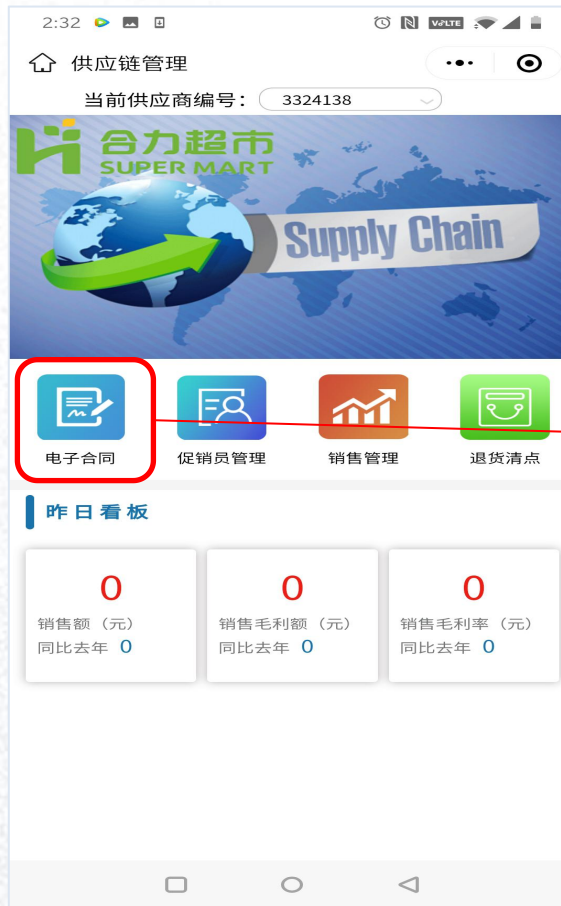 2:32
VoLTE
供应链管理
当前供应商编号: 3324138
合力超市
SUPER MART
Supply Chain
电子合同 促销员管理 销售管理 退货清点
昨日看板
0 0 0
销售额（元） 销售毛利额（元） 销售毛利率（元）
同比去年 0 同比去年 0 同比去年 0